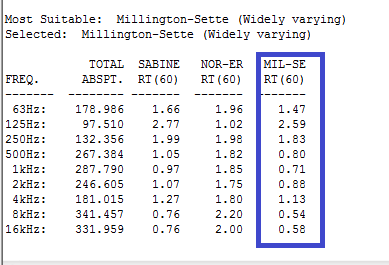 Most Suitable: Millington-Sette (Widely varying)
Selected: Millington-Sette (Widely varying)
TOTAL SABINE NOR-ER MIL-SE
FREQ. ABSPT. RT(60) RT(60) RT(60)
------- -------- ------- ------- -------
63Hz: 178.986 1.66 1.96 1.47
125Hz: 97.510 2.77 1.02 2.59
250Hz: 132.356 1.99 1.98 1.83
500Hz: 267.384 1.05 1.82 0.80
1kHz: 287.790 0.97 1.85 0.71
2kHz: 246.605 1.07 1.75 0.88
4kHz: 181.015 1.27 1.80 1.13
8kHz: 341.457 0.76 2.20 0.54
16kHz: 331.959 0.76 2.00 0.58